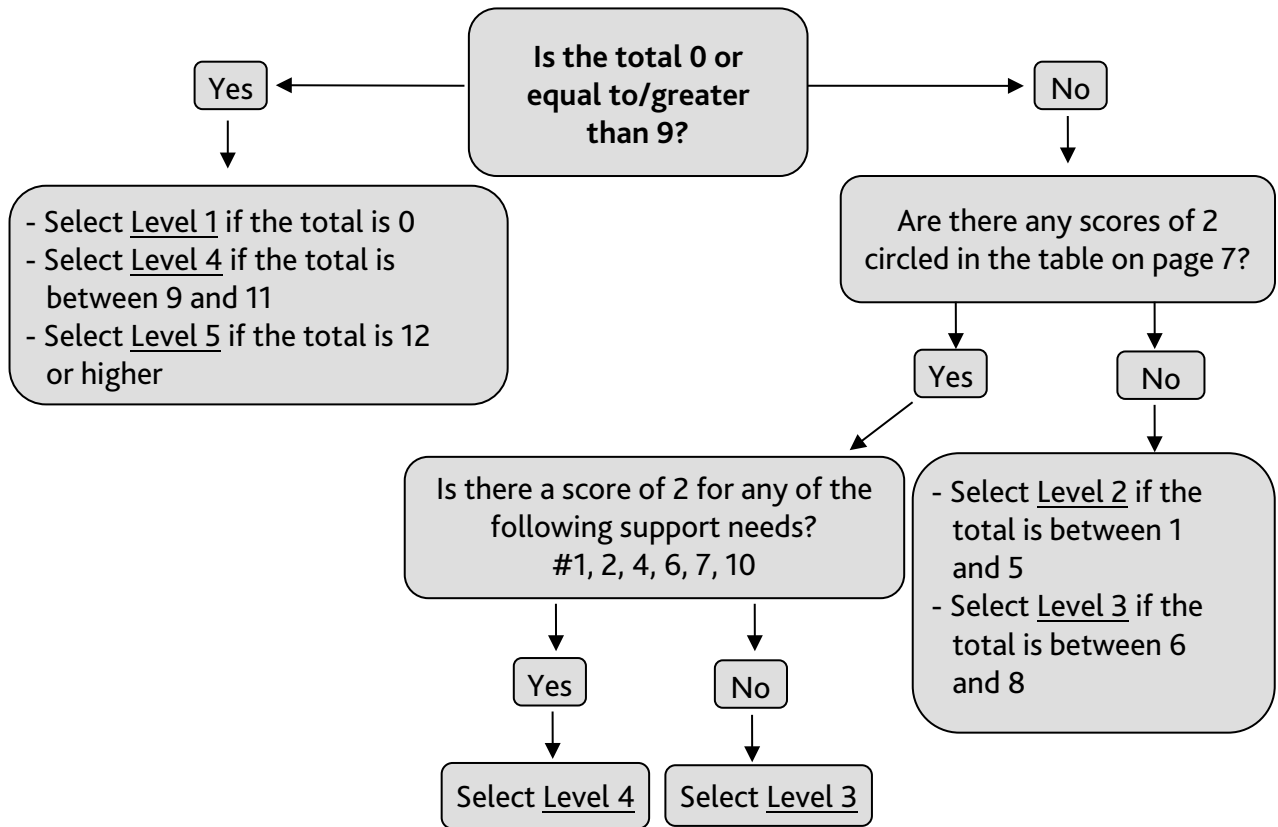 Is the total 0 or
equal to/greater
than 9?
Yes
No
- Select Level 1 if the total is 0
- Select Level 4 if the total is
between 9 and 11
- Select Level 5 if the total is 12
or higher
Are there any scores of 2
circled in the table on page 7?
Yes
No
Is there a score of 2 for any of the
following support needs?
#1, 2, 4, 6, 7, 10
- Select Level 2 if the
total is between 1
and 5
- Select Level 3 if the
total is between 6
and 8
Yes
No
Select Level 4
Select Level 3